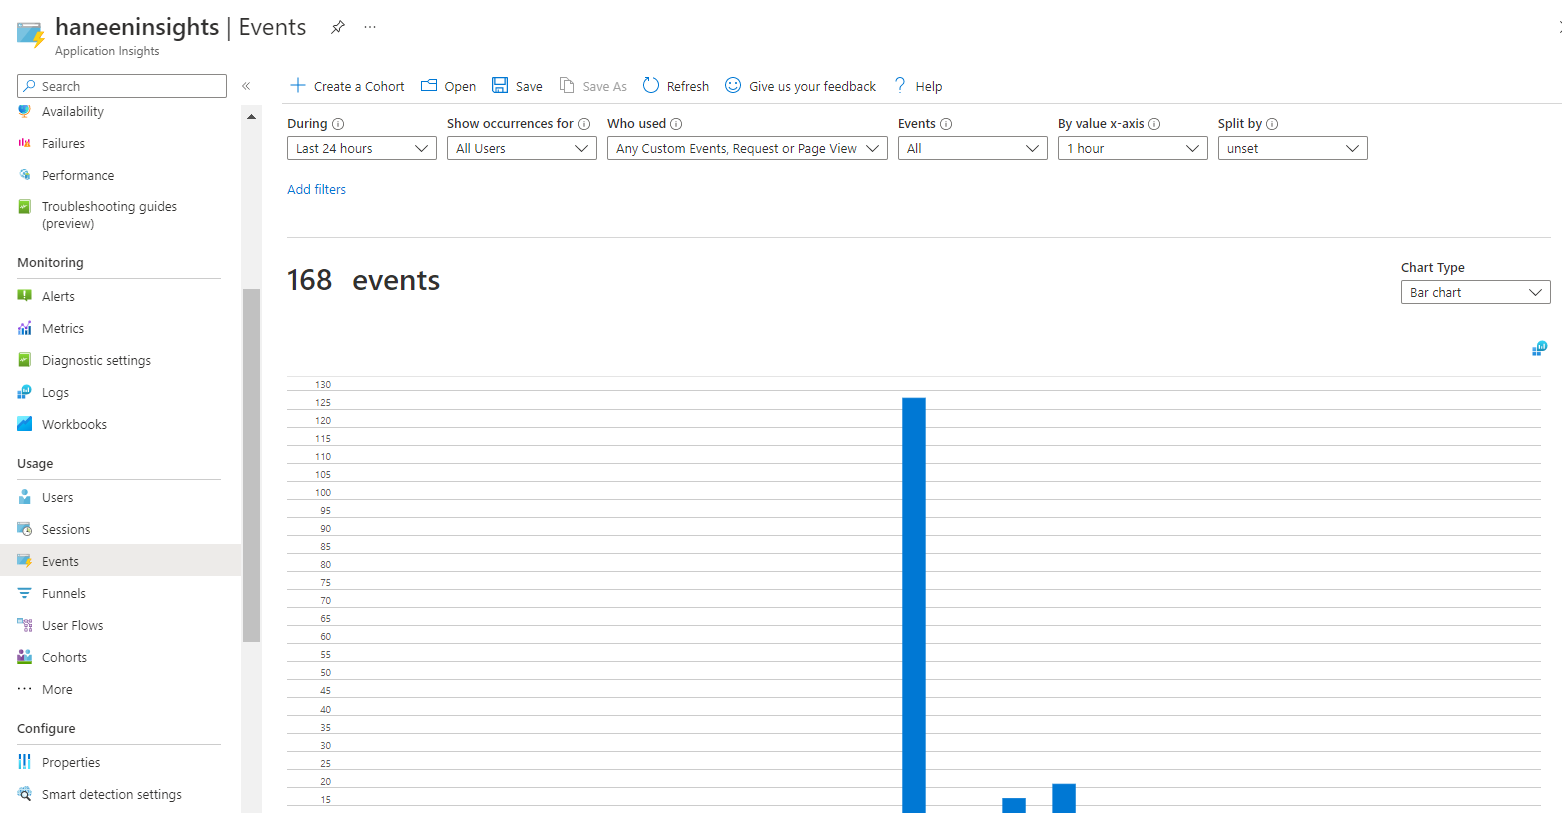 haneeninsights | Events
Application Insights
Search
Availability
Failures
Performance
Troubleshooting guides
(preview)
Monitoring
Alerts
Metrics
Diagnostic settings
Logs
Workbooks
Usage
Users
Sessions
Events
Funnels
User Flows
Cohorts
More
Configure
Properties
Smart detection settings
Create a Cohort Open Save Save As Refresh Give us your feedback Help
During Show occurrences for Who used Events By value x-axis Split by
Last 24 hours All Users Any Custom Events, Request or Page View All 1 hour unset
Add filters
168 events
Chart Type
Bar chart
130
125
120
115
110
105
100
95
90
85
80
75
70
65
60
55
50
45
40
35
30
25
20
15